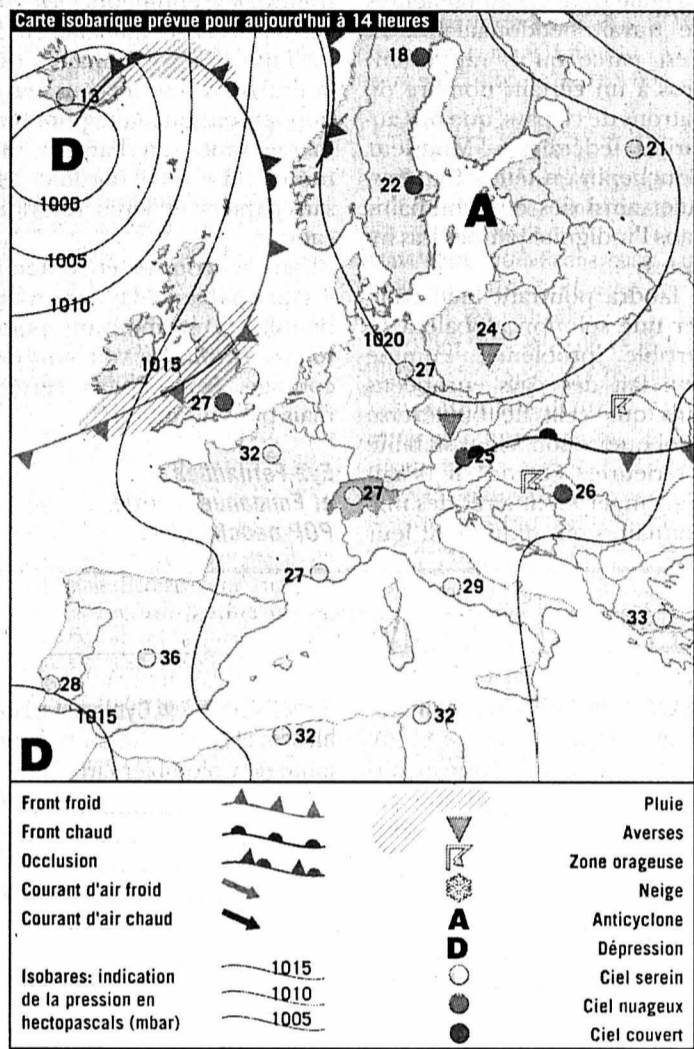 Carte isobarique prévue pour aujourd'hui à 14 heures
18
13
21
D
22
A
1000
1005
1010
1020
24
1015
27
27
32
25
26
27
27
29
33
36
28
1015
32
32
D
Front froid
Pluie
Front chaud
Averses
Occlusion
Zone orageuse
Courant d'air froid
Neige
Courant d'air chaud
A
Anticyclone
D
Dépression
Isobares: indication
1015
Ciel serein
de la pression en
1010
Ciel nuageux
hectopascals (mbar)
1005
Ciel couvert